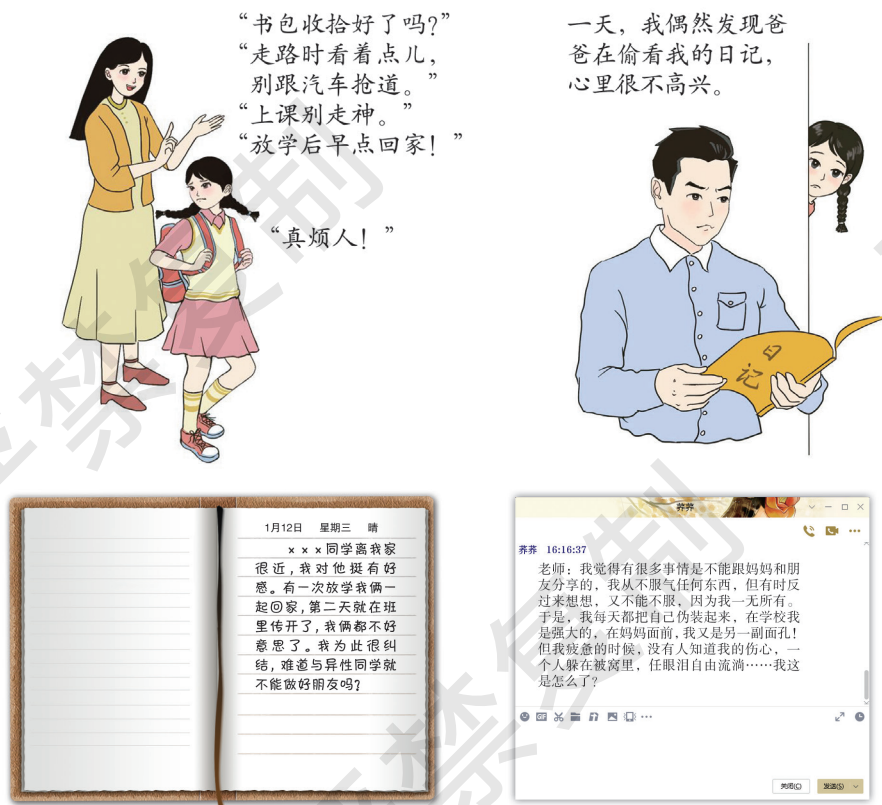 “书包收拾好了吗?”
“走路时看着点儿，
别跟汽车抢道。”
“上课别走神。”
“放学后早点回家！”
“真烦人！”
一天，我偶然发现爸
爸在偷看我的日记，
心里很不高兴。
日
记
1月12日 星期三 晴
×××同学离我家
很近，我对他挺有好
感。有一次放学我俩一
起回家，第二天就在班
里传开了，我俩都不好
意思了。我为此很纠
结，难道与异性同学就
不能做好朋友吗？
荞荞
荞荞 16:16:37
老师：我觉得有很多事情是不能跟妈妈和朋
友分享的，我从不服气任何东西，但有时反
过来想想，又不能不服，因为我一无所有。
于是，我每天都把自己伪装起来，在学校我
是强大的，在妈妈面前，我又是另一副面孔！
但我疲惫的时候，没有人知道我的伤心，一
个人躲在被窝里，任眼泪自由流淌……我这
是怎么了？
GIF
关闭(C) 发送(S)
严禁复制
严禁复制